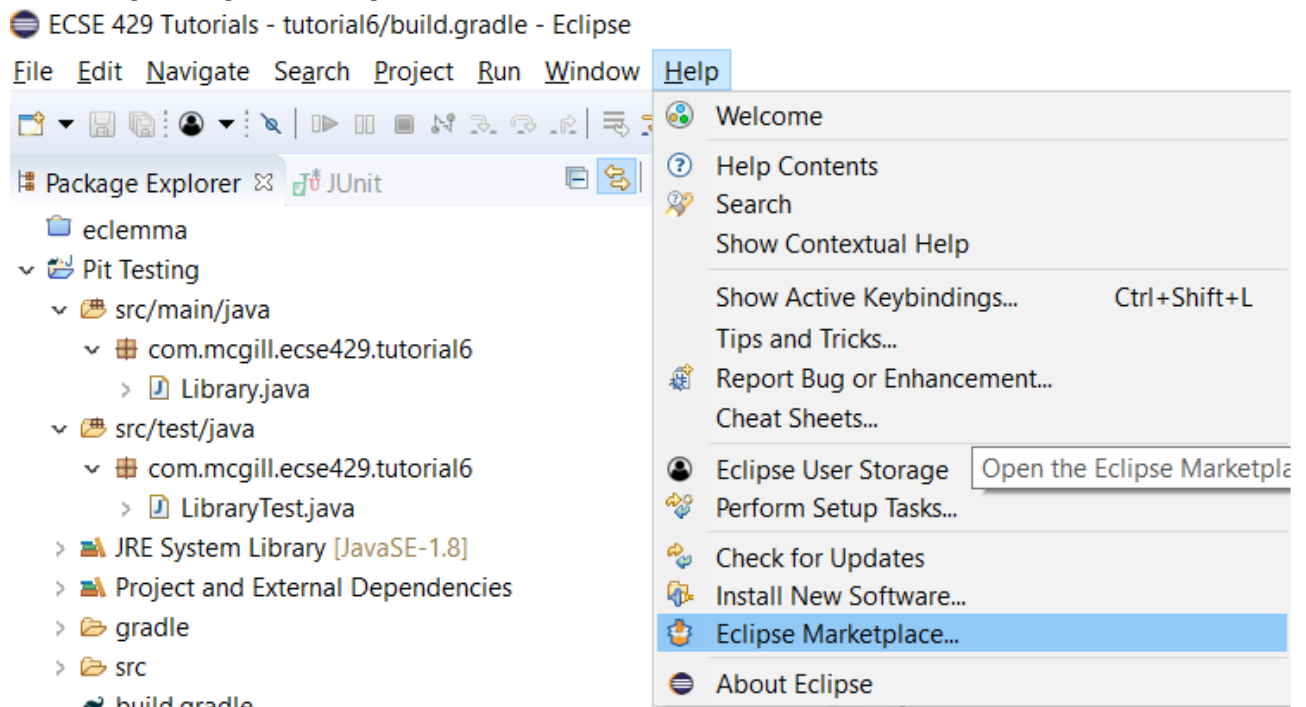 ECSE 429 Tutorials - tutorial6/build.gradle - Eclipse
File Edit Navigate Search Project Run Window Help
Package Explorer JUnit
eclemma
Pit Testing
src/main/java
com.mcgill.ecse429.tutorial6
Library.java
src/test/java
com.mcgill.ecse429.tutorial6
LibraryTest.java
JRE System Library [JavaSE-1.8]
Project and External Dependencies
gradle
src
build.gradle
Welcome
Help Contents
Search
Show Contextual Help
Show Active Keybindings... Ctrl+Shift+L
Tips and Tricks...
Report Bug or Enhancement...
Cheat Sheets...
Eclipse User Storage
Open the Eclipse Marketpla
Perform Setup Tasks...
Check for Updates
Install New Software...
Eclipse Marketplace...
About Eclipse